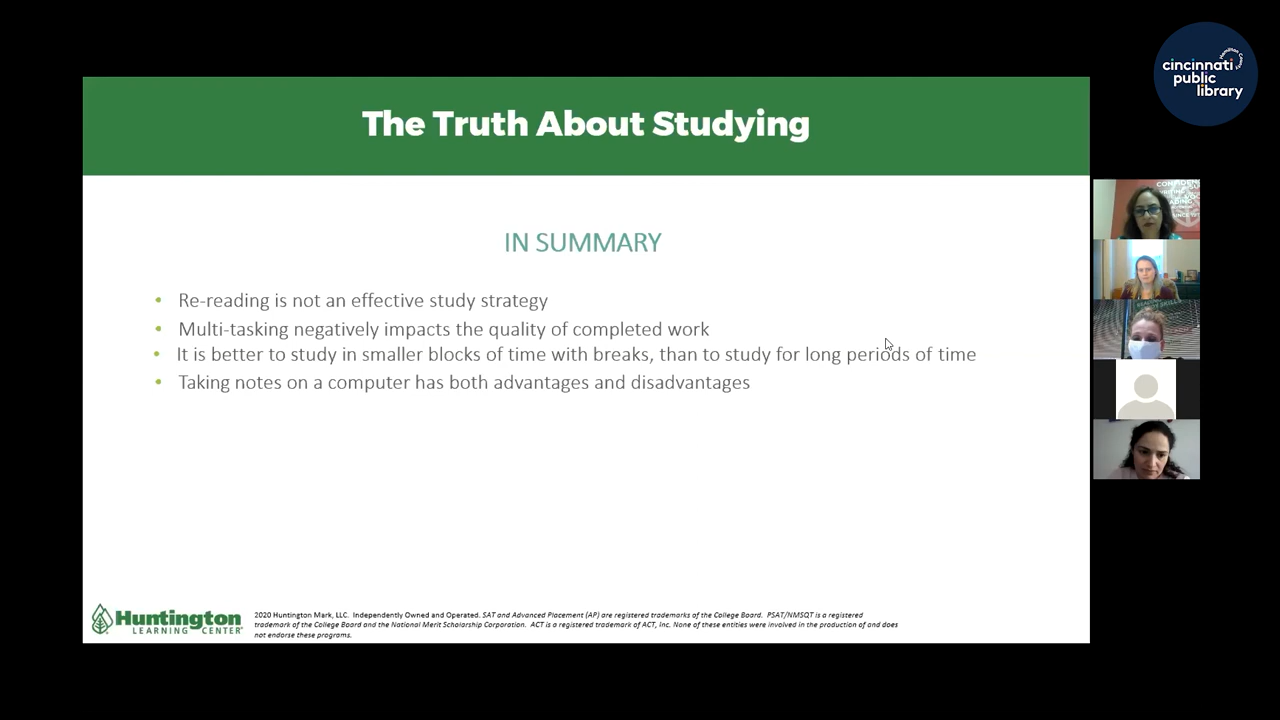 cincinnati
public
library
The Truth About Studying
IN SUMMARY
• Re-reading is not an effective study strategy
• Multi-tasking negatively impacts the quality of completed work
• It is better to study in smaller blocks of time with breaks, than to study for long periods of time
• Taking notes on a computer has both advantages and disadvantages
Huntington
LEARNING CENTER
2020 Huntington Mark, LLC. Independently Owned and Operated. SAT and Advanced Placement (AP) are registered trademarks of the College Board. PSAT/NMSQT is a registered
trademark of the College Board and the National Merit Scholarship Corporation. ACT is a registered trademark of ACT, Inc. None of these entities were involved in the production of and does
not endorse these programs.